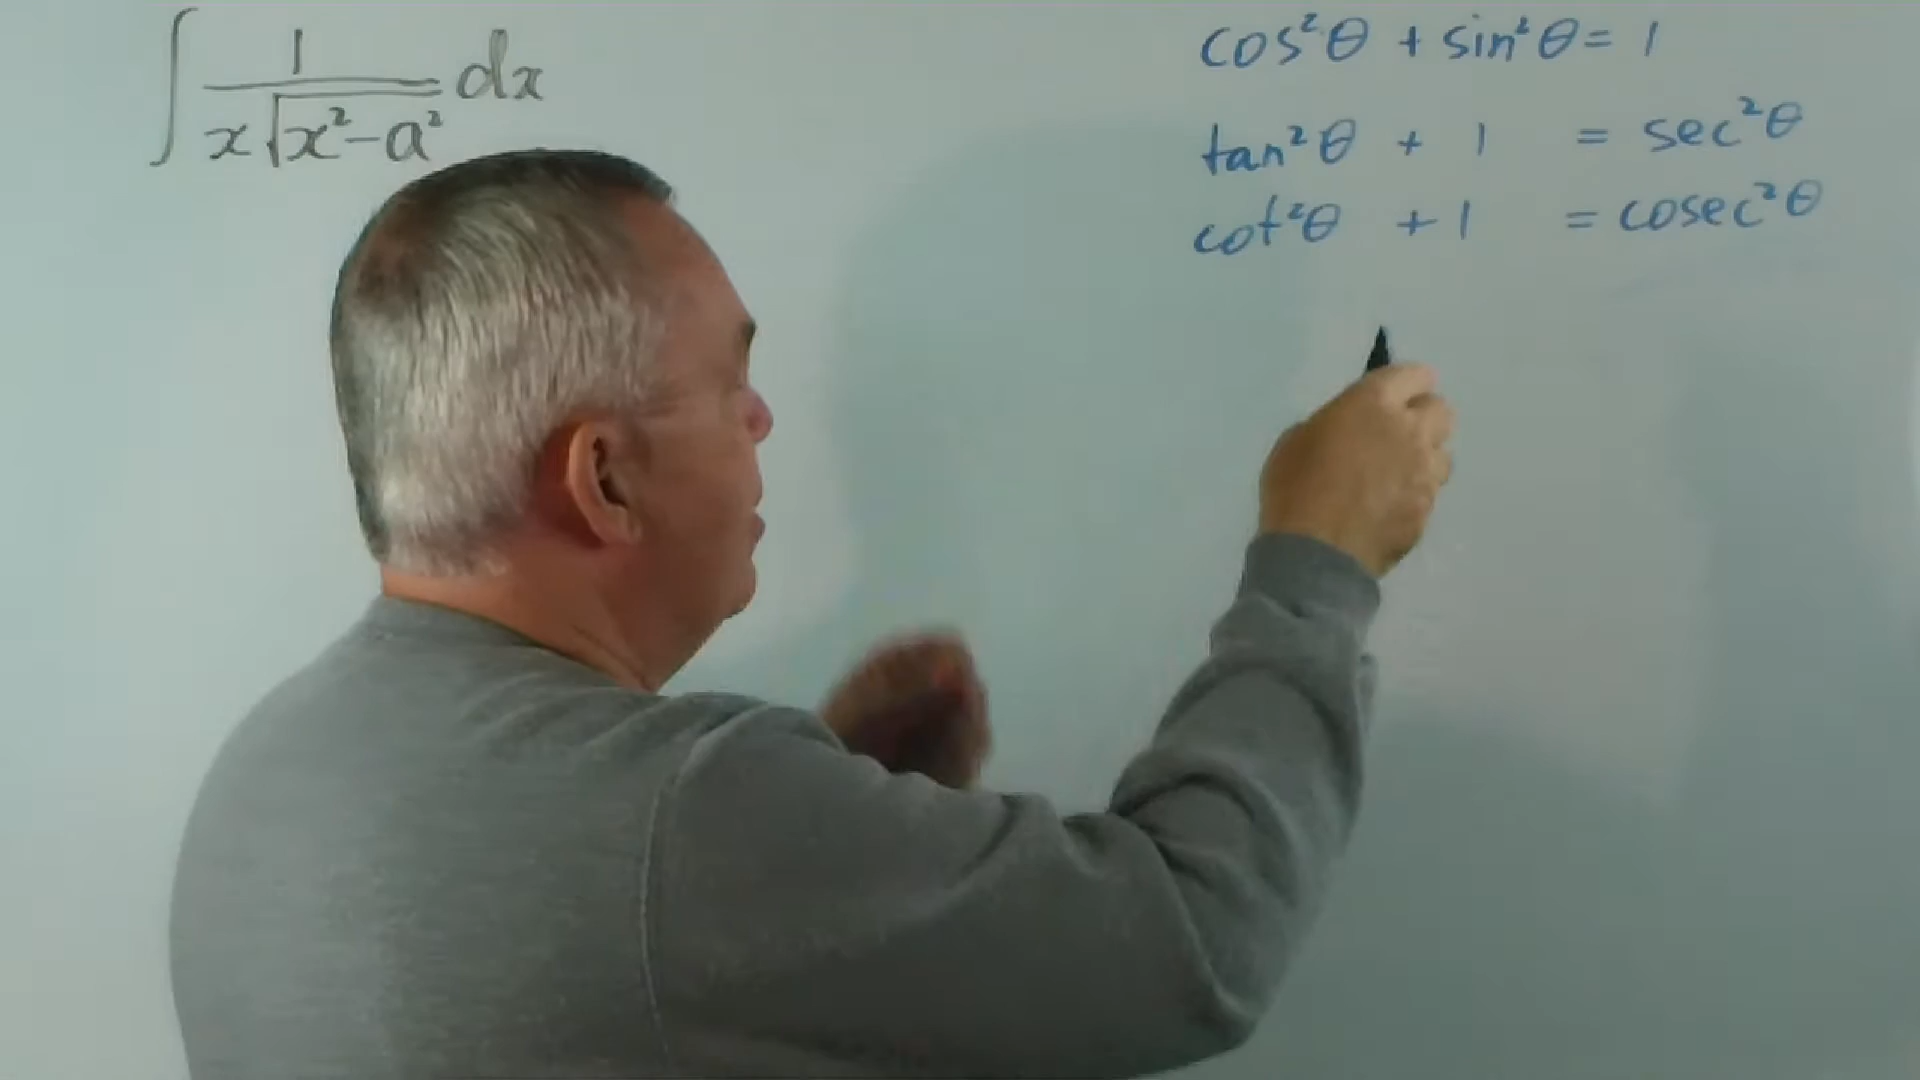 ∫ 1/(x√(x²-a²)) dx
cos²θ + sin²θ = 1
tan²θ + 1 = sec²θ
cot²θ + 1 = cosec²θ